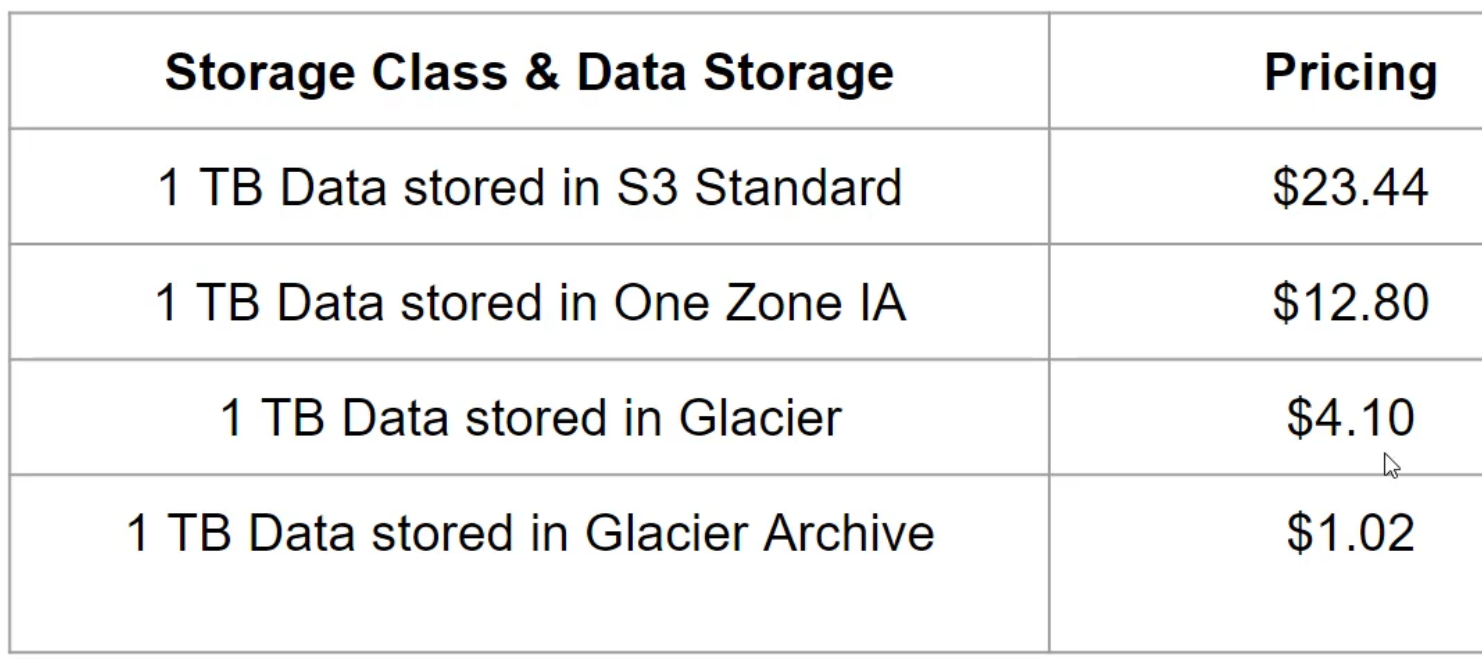 Storage Class & Data Storage Pricing
1 TB Data stored in S3 Standard $23.44
1 TB Data stored in One Zone IA $12.80
1 TB Data stored in Glacier $4.10
1 TB Data stored in Glacier Archive $1.02